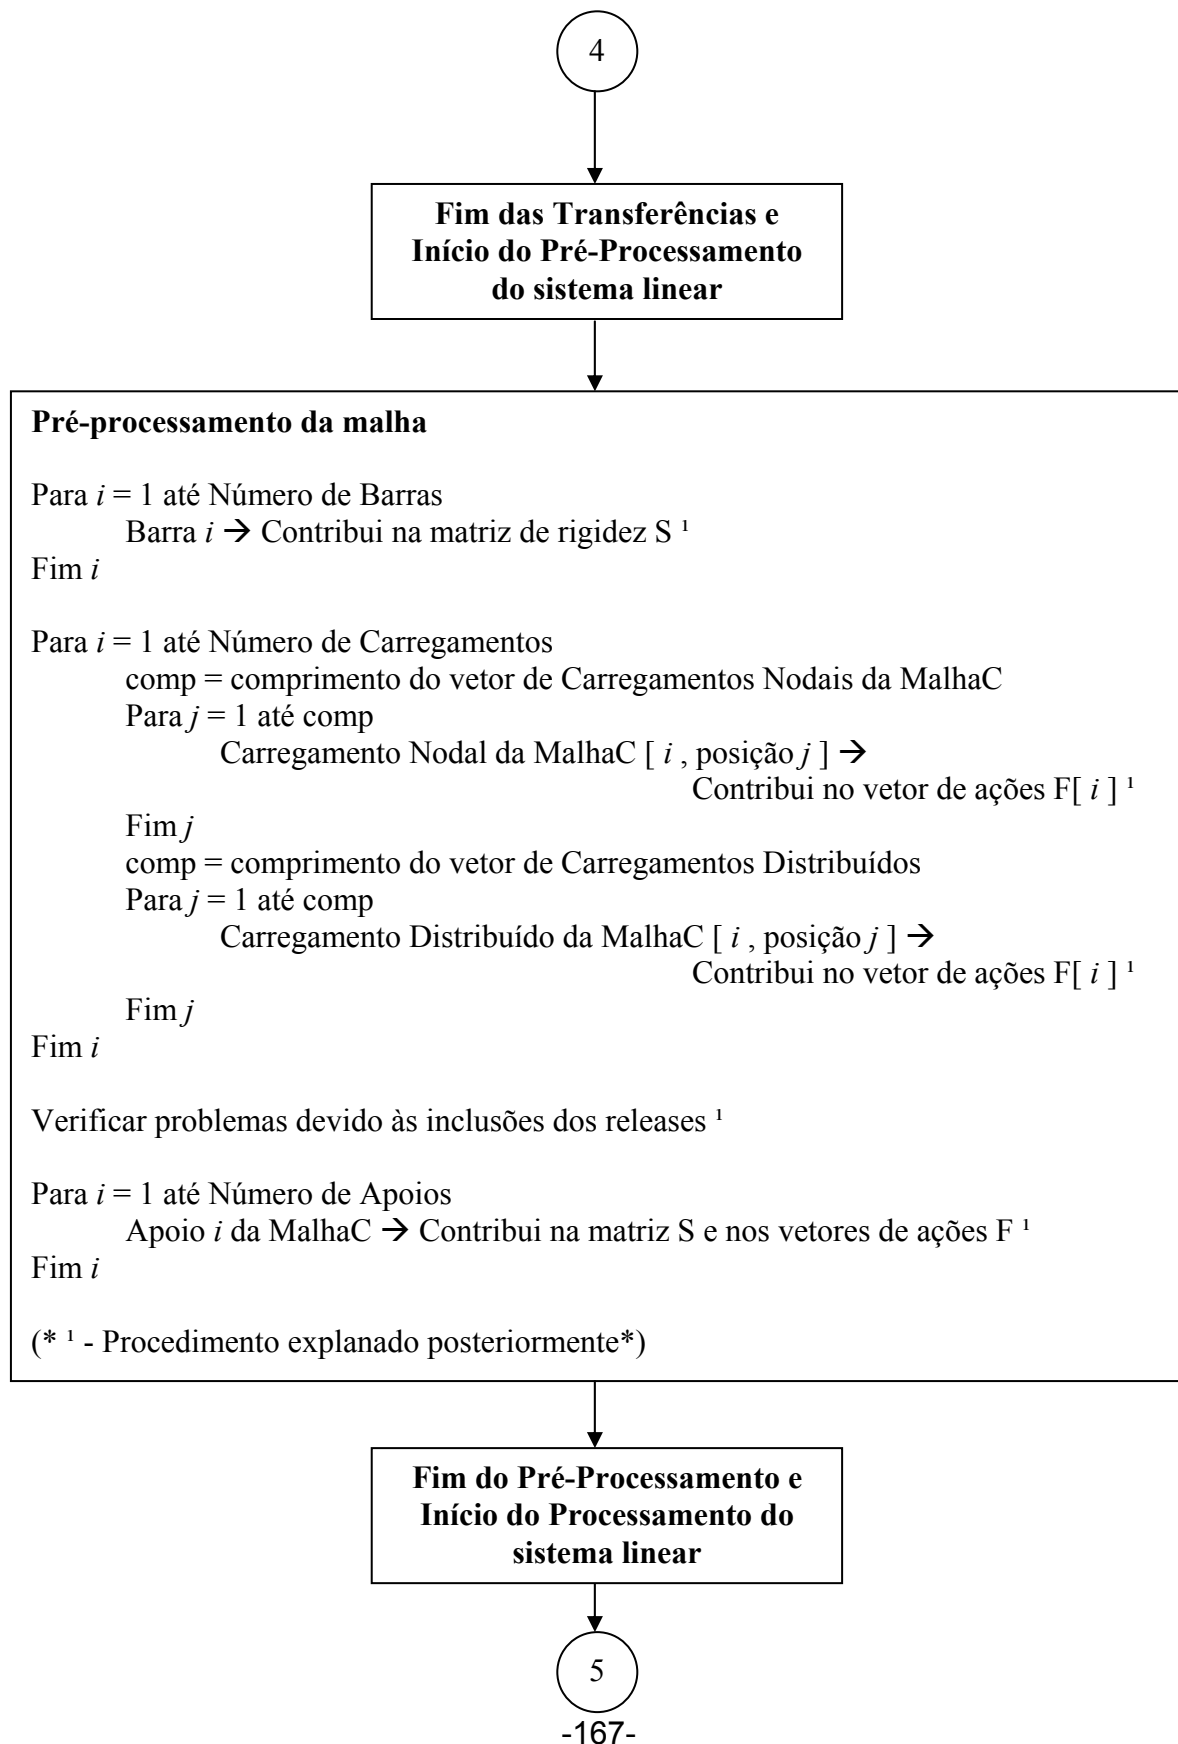 4
Fim das Transferências e
Início do Pré-Processamento
do sistema linear
Pré-processamento da malha
Para i = 1 até Número de Barras
Barra i → Contribui na matriz de rigidez S ¹
Fim i
Para i = 1 até Número de Carregamentos
comp = comprimento do vetor de Carregamentos Nodais da MalhaC
Para j = 1 até comp
Carregamento Nodal da MalhaC [ i , posição j ] →
Contribui no vetor de ações F[ i ] ¹
Fim j
comp = comprimento do vetor de Carregamentos Distribuídos
Para j = 1 até comp
Carregamento Distribuído da MalhaC [ i , posição j ] →
Contribui no vetor de ações F[ i ] ¹
Fim j
Fim i
Verificar problemas devido às inclusões dos releases ¹
Para i = 1 até Número de Apoios
Apoio i da MalhaC → Contribui na matriz S e nos vetores de ações F ¹
Fim i
(* ¹ - Procedimento explanado posteriormente*)
Fim do Pré-Processamento e
Início do Processamento do
sistema linear
5
-167-